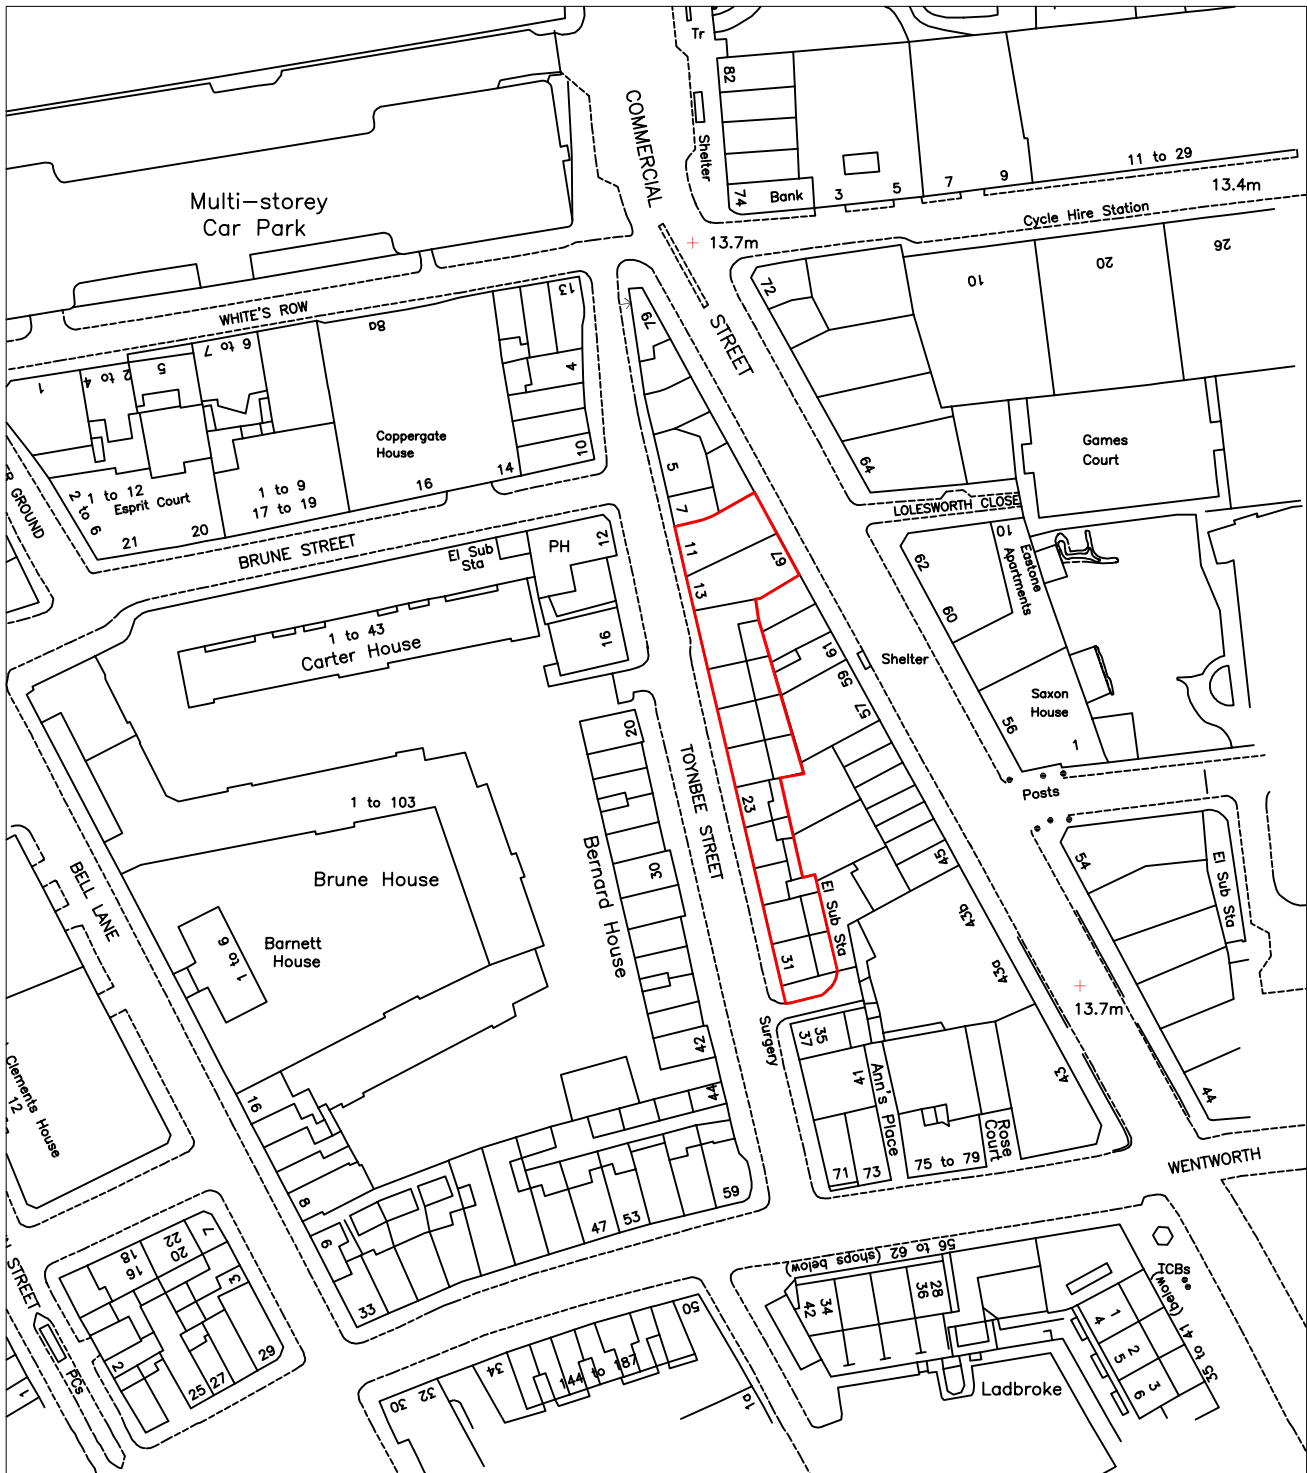 Tr
82
COMMERCIAL
Shelter
11 to 29
Multi-storey
Car Park
74
Bank
3
5
7
9
13.4m
Cycle Hire Station
13.7m
26
20
10
72
13
WHITE'S ROW
79
STREET
8a
6 to 7
5
2 to 4
1
4
Coppergate
House
10
14
16
5
7
64
Games
Court
R GROUND
2 to 6
1 to 12
Esprit Court
1 to 9
17 to 19
21
20
LOLESWORTH CLOSE
BRUNE STREET
El Sub
Sta
PH
12
11
67
13
62
10
Eastone
Apartments
60
1 to 43
Carter House
16
61
59
57
Shelter
Saxon
House
56
1
20
TOYNBEE STREET
23
1 to 103
Posts
54
El Sub Sta
BELL LANE
Bernard House
30
Brune House
45
El Sub Sta
43b
Barnett
House
1 to 6
31
43a
13.7m
Surgery
35
37
42
44
41
Ann's Place
43
44
Clements House
12
16
Rose
Court
71
73
75 to 79
WENTWORTH
8
59
53
47
6
33
7
22
20
18
16
3
STREET
PCs
2
25
27
29
1
56 to 62 (shops below)
TCBs
35 to 41 (below)
34
42
28
36
50
34
32
30
144 to 187
1a
1
4
2
5
3
6
Ladbroke